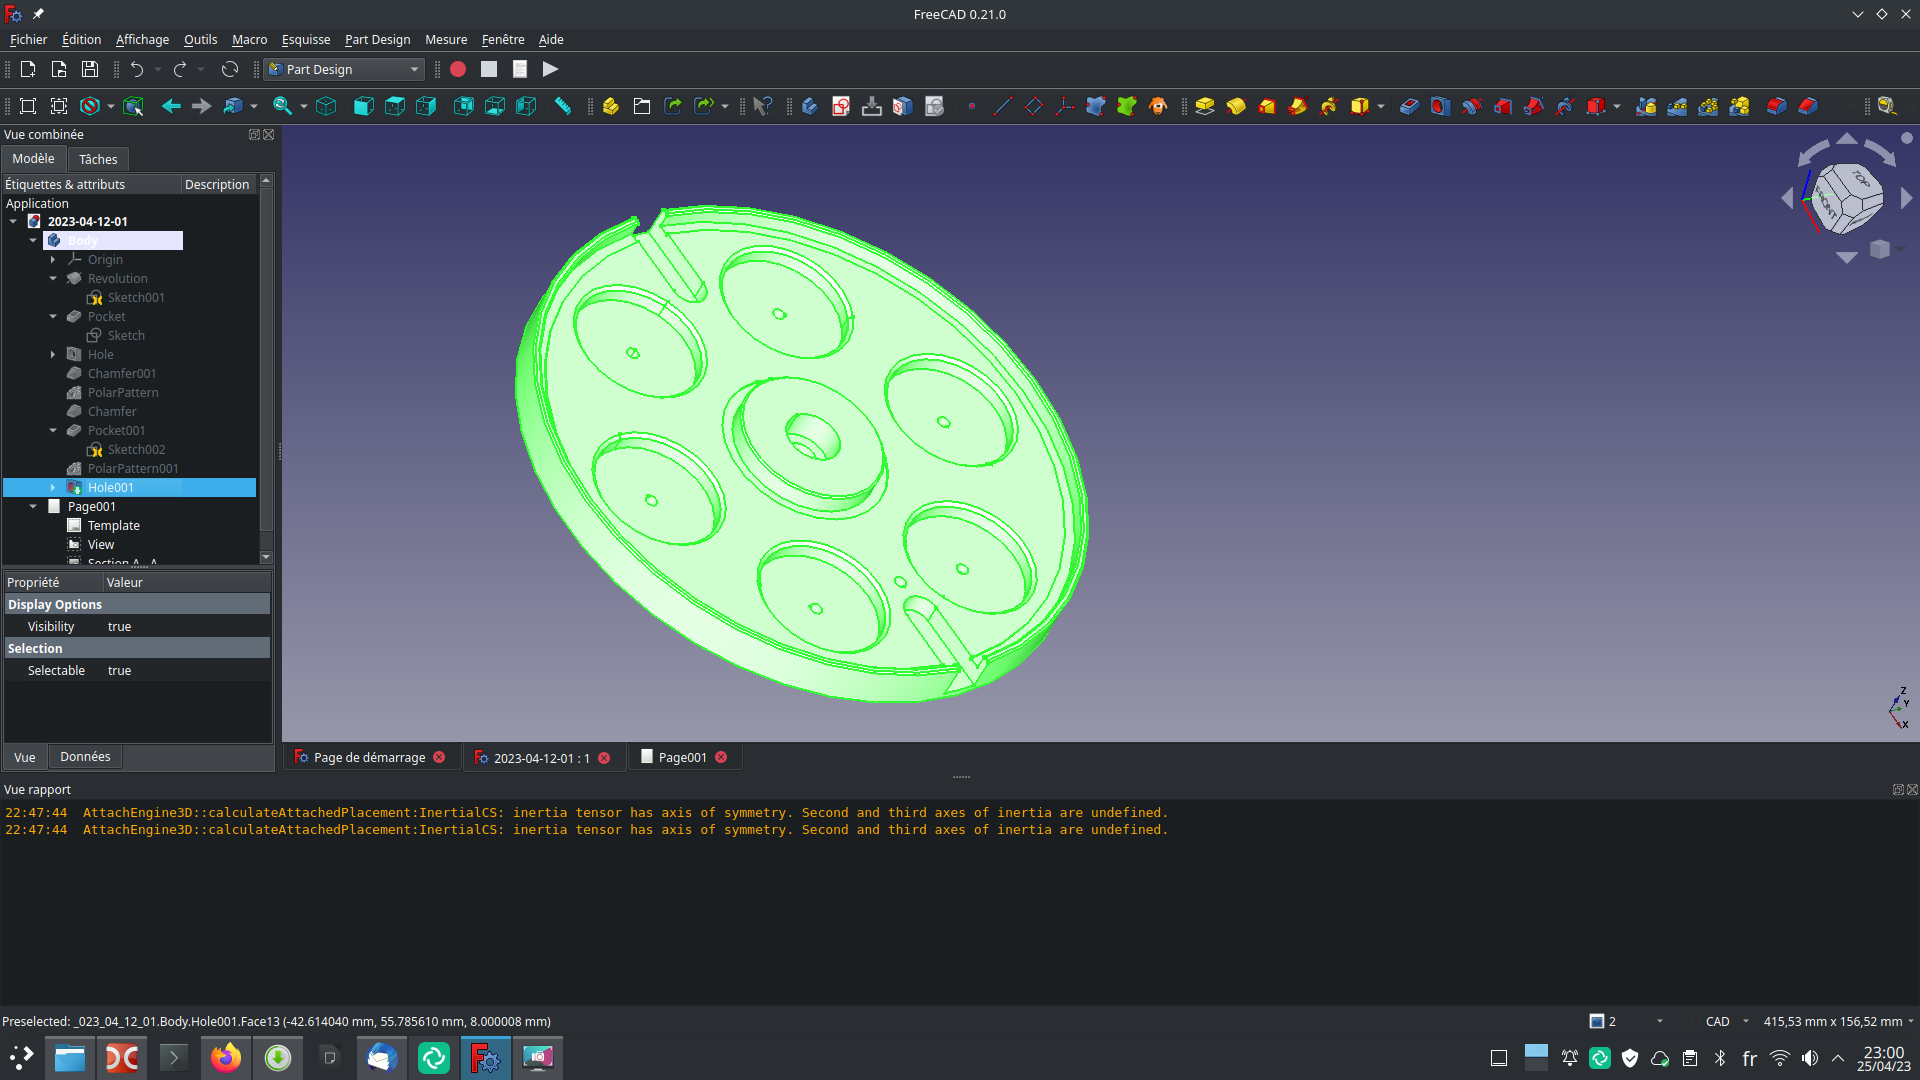 FreeCAD 0.21.0
Fichier Édition Affichage Outils Macro Esquisse Part Design Mesure Fenêtre Aide
Part Design
Vue combinée
Modèle Tâches
Étiquettes & attributs Description
Application
2023-04-12-01
Body
Origin
Revolution
Sketch001
Pocket
Sketch
Hole
Chamfer001
PolarPattern
Chamfer
Pocket001
Sketch002
PolarPattern001
Hole001
Page001
Template
View
Section A - A
Propriété Valeur
Display Options
Visibility true
Selection
Selectable true
Vue Données
TOP
FRONT
Z
Y
X
Page de démarrage 2023-04-12-01 : 1 Page001
Vue rapport
22:47:44 AttachEngine3D::calculateAttachedPlacement:InertialCS: inertia tensor has axis of symmetry. Second and third axes of inertia are undefined.
22:47:44 AttachEngine3D::calculateAttachedPlacement:InertialCS: inertia tensor has axis of symmetry. Second and third axes of inertia are undefined.
Preselected: _023_04_12_01.Body.Hole001.Face13 (-42.614040 mm, 55.785610 mm, 8.000008 mm)
2 CAD 415,53 mm x 156,52 mm
fr
23:00
25/04/23